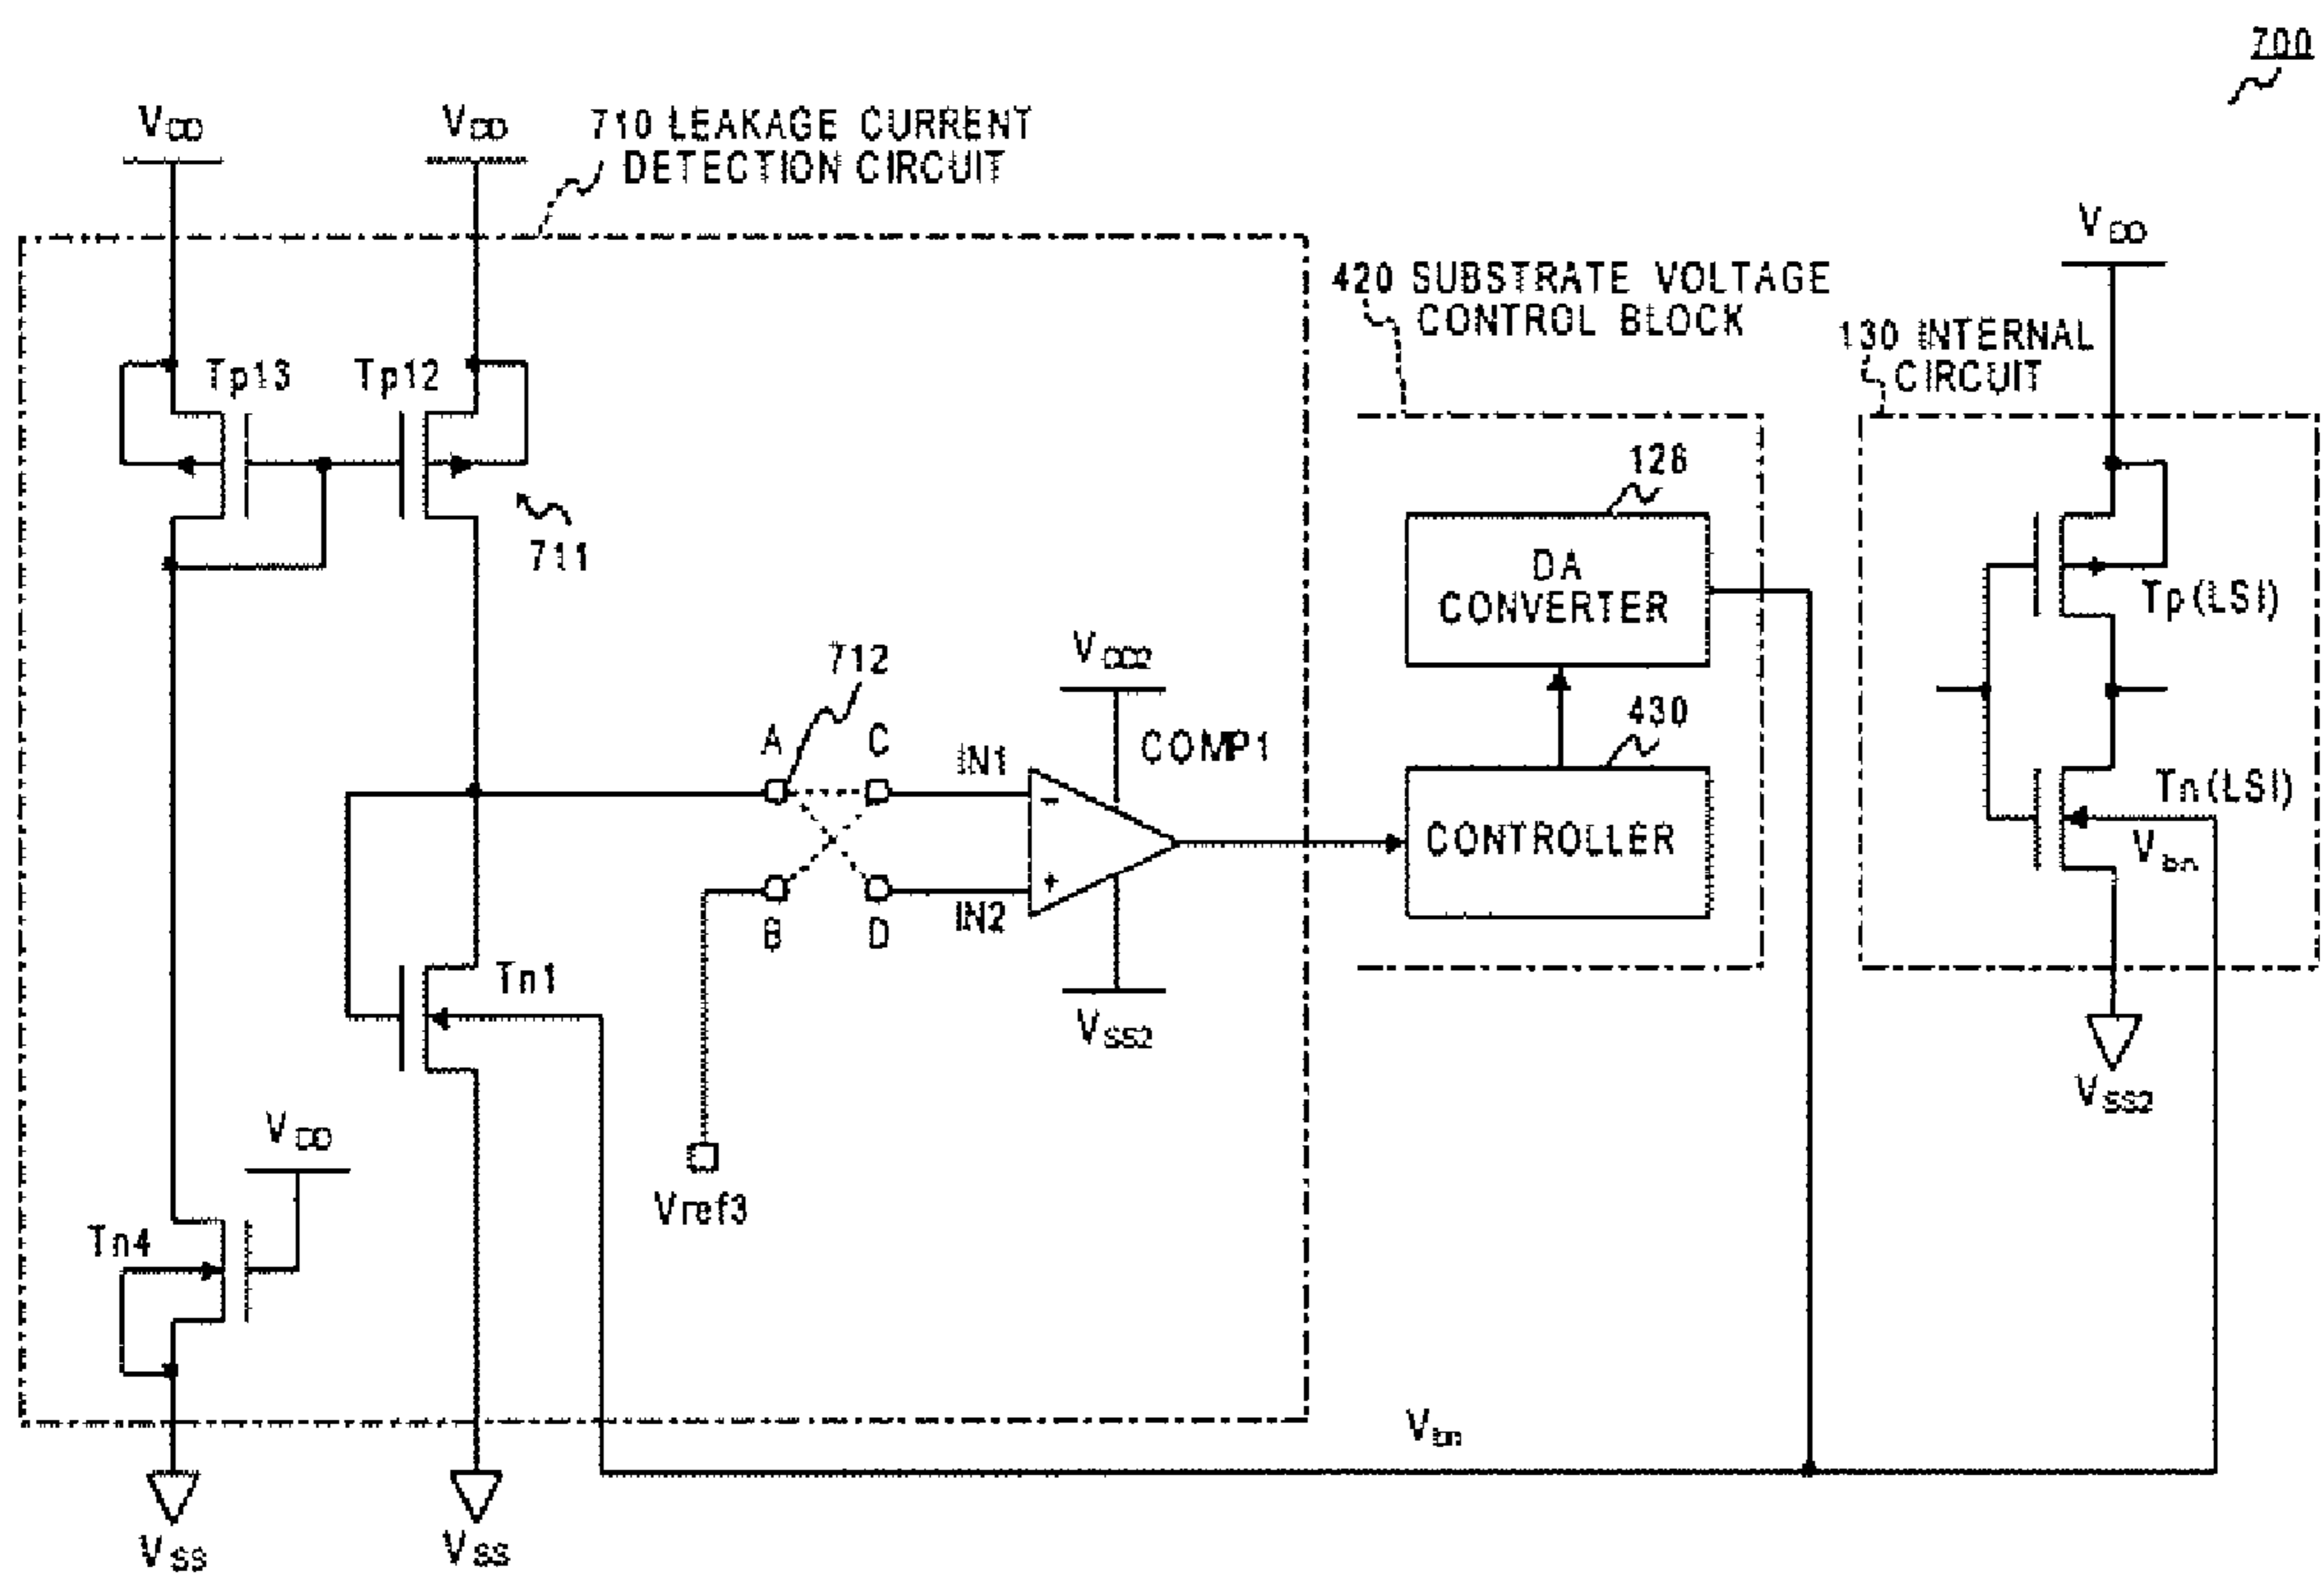 700
VDD
VDD
710 LEAKAGE CURRENT
DETECTION CIRCUIT
VDD
420 SUBSTRATE VOLTAGE
CONTROL BLOCK
130 INTERNAL
CIRCUIT
Tp13
Tp12
711
126
DA
CONVERTER
Tp(LSI)
712
VDD2
430
A
C
IN1
COMP1
-
Tn(LSI)
CONTROLLER
Vbn
+
B
D
IN2
Tn1
VSS2
VSS2
VDD
Vref3
Tn4
Vbn
VSS
VSS